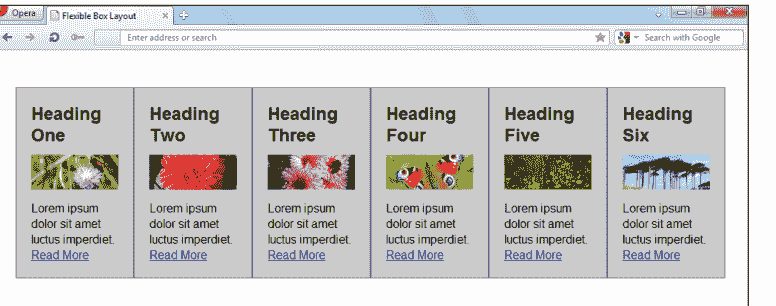 Opera
Flexible Box Layout
Enter address or search
Search with Google
Heading
One
Lorem ipsum
dolor sit amet
luctus imperdiet.
Read More
Heading
Two
Lorem ipsum
dolor sit amet
luctus imperdiet.
Read More
Heading
Three
Lorem ipsum
dolor sit amet
luctus imperdiet.
Read More
Heading
Four
Lorem ipsum
dolor sit amet
luctus imperdiet.
Read More
Heading
Five
Lorem ipsum
dolor sit amet
luctus imperdiet.
Read More
Heading
Six
Lorem ipsum
dolor sit amet
luctus imperdiet.
Read More